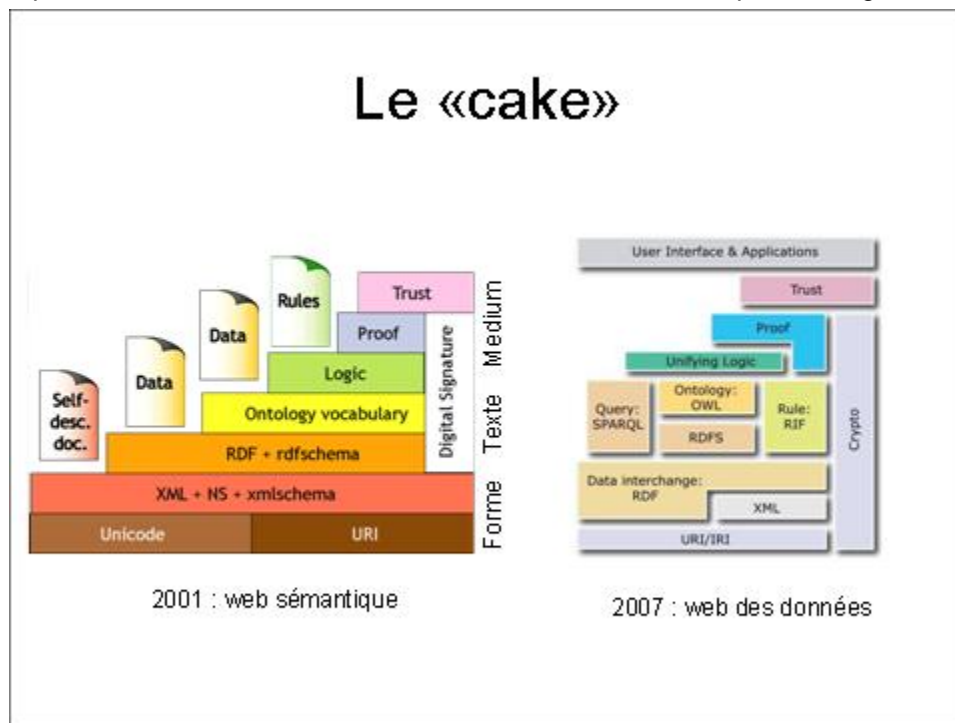 Le «cake»
Self-
desc.
doc.
Data
Data
Rules
Trust
Proof
Logic
Ontology vocabulary
RDF + rdfschema
XML + NS + xmlschema
Unicode
URI
Digital Signature
Forme Texte Medium
2001 : web sémantique
User Interface & Applications
Trust
Proof
Unifying Logic
Query:
SPARQL
Ontology:
OWL
RDFS
Rule:
RIF
Data interchange:
RDF
XML
URI/IRI
Crypto
2007 : web des données